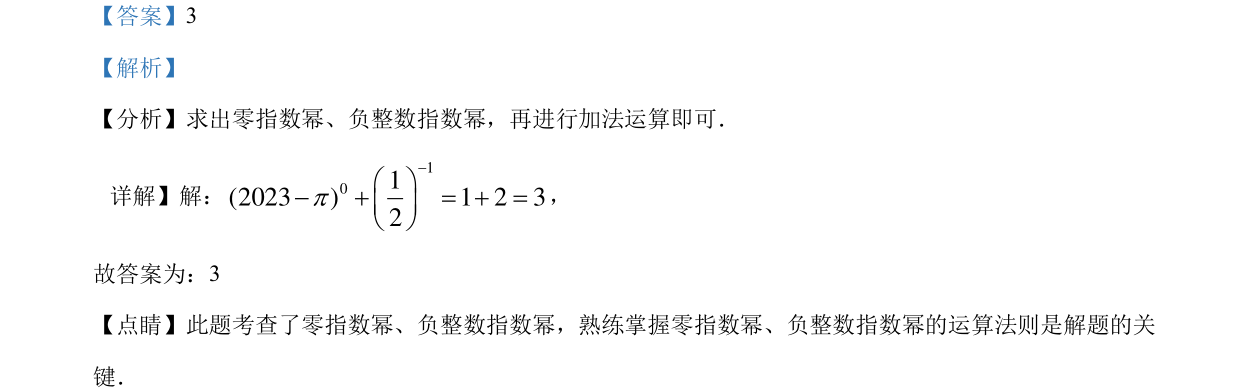 【答案】3
【解析】
【分析】求出零指数幂、负整数指数幂，再进行加法运算即可．
详解】解：$(2023-\pi)^0+\left(\frac{1}{2}\right)^{-1}=1+2=3$，
故答案为：3
【点睛】此题考查了零指数幂、负整数指数幂，熟练掌握零指数幂、负整数指数幂的运算法则是解题的关
键．